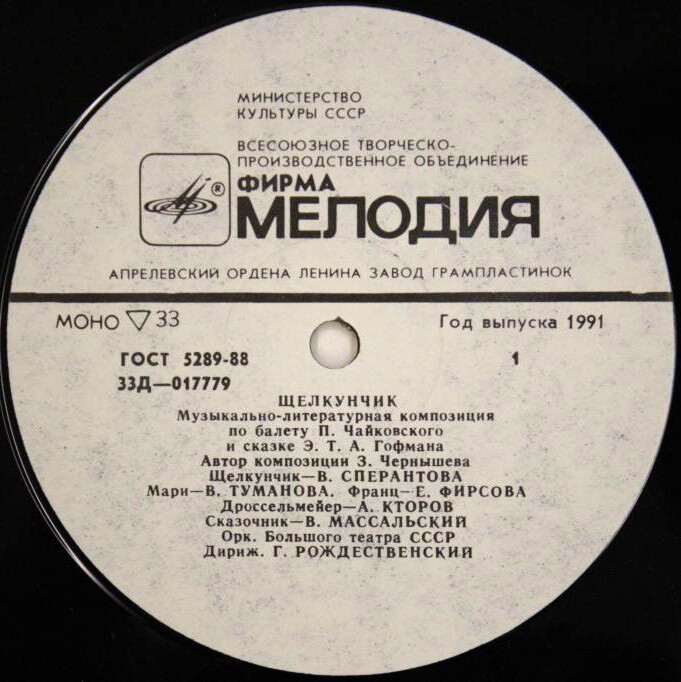 МИНИСТЕРСТВО
КУЛЬТУРЫ СССР
ВСЕСОЮЗНОЕ ТВОРЧЕСКО-
ПРОИЗВОДСТВЕННОЕ ОБЪЕДИНЕНИЕ
ФИРМА
®
МЕЛОДИЯ
АПРЕЛЕВСКИЙ ОРДЕНА ЛЕНИНА ЗАВОД ГРАМПЛАСТИНОК
МОНО ▽ 33 Год выпуска 1991
ГОСТ 5289-88 1
33Д—017779
ЩЕЛКУНЧИК
Музыкально-литературная композиция
по балету П. Чайковского
и сказке Э. Т. А. Гофмана
Автор композиции З. Чернышева
Щелкунчик—В. СПЕРАНТОВА
Мари—В. ТУМАНОВА. Франц—Е. ФИРСОВА
Дроссельмейер—А. КТОРОВ
Сказочник—В. МАССАЛЬСКИЙ
Орк. Большого театра СССР
Дириж. Г. РОЖДЕСТВЕНСКИЙ